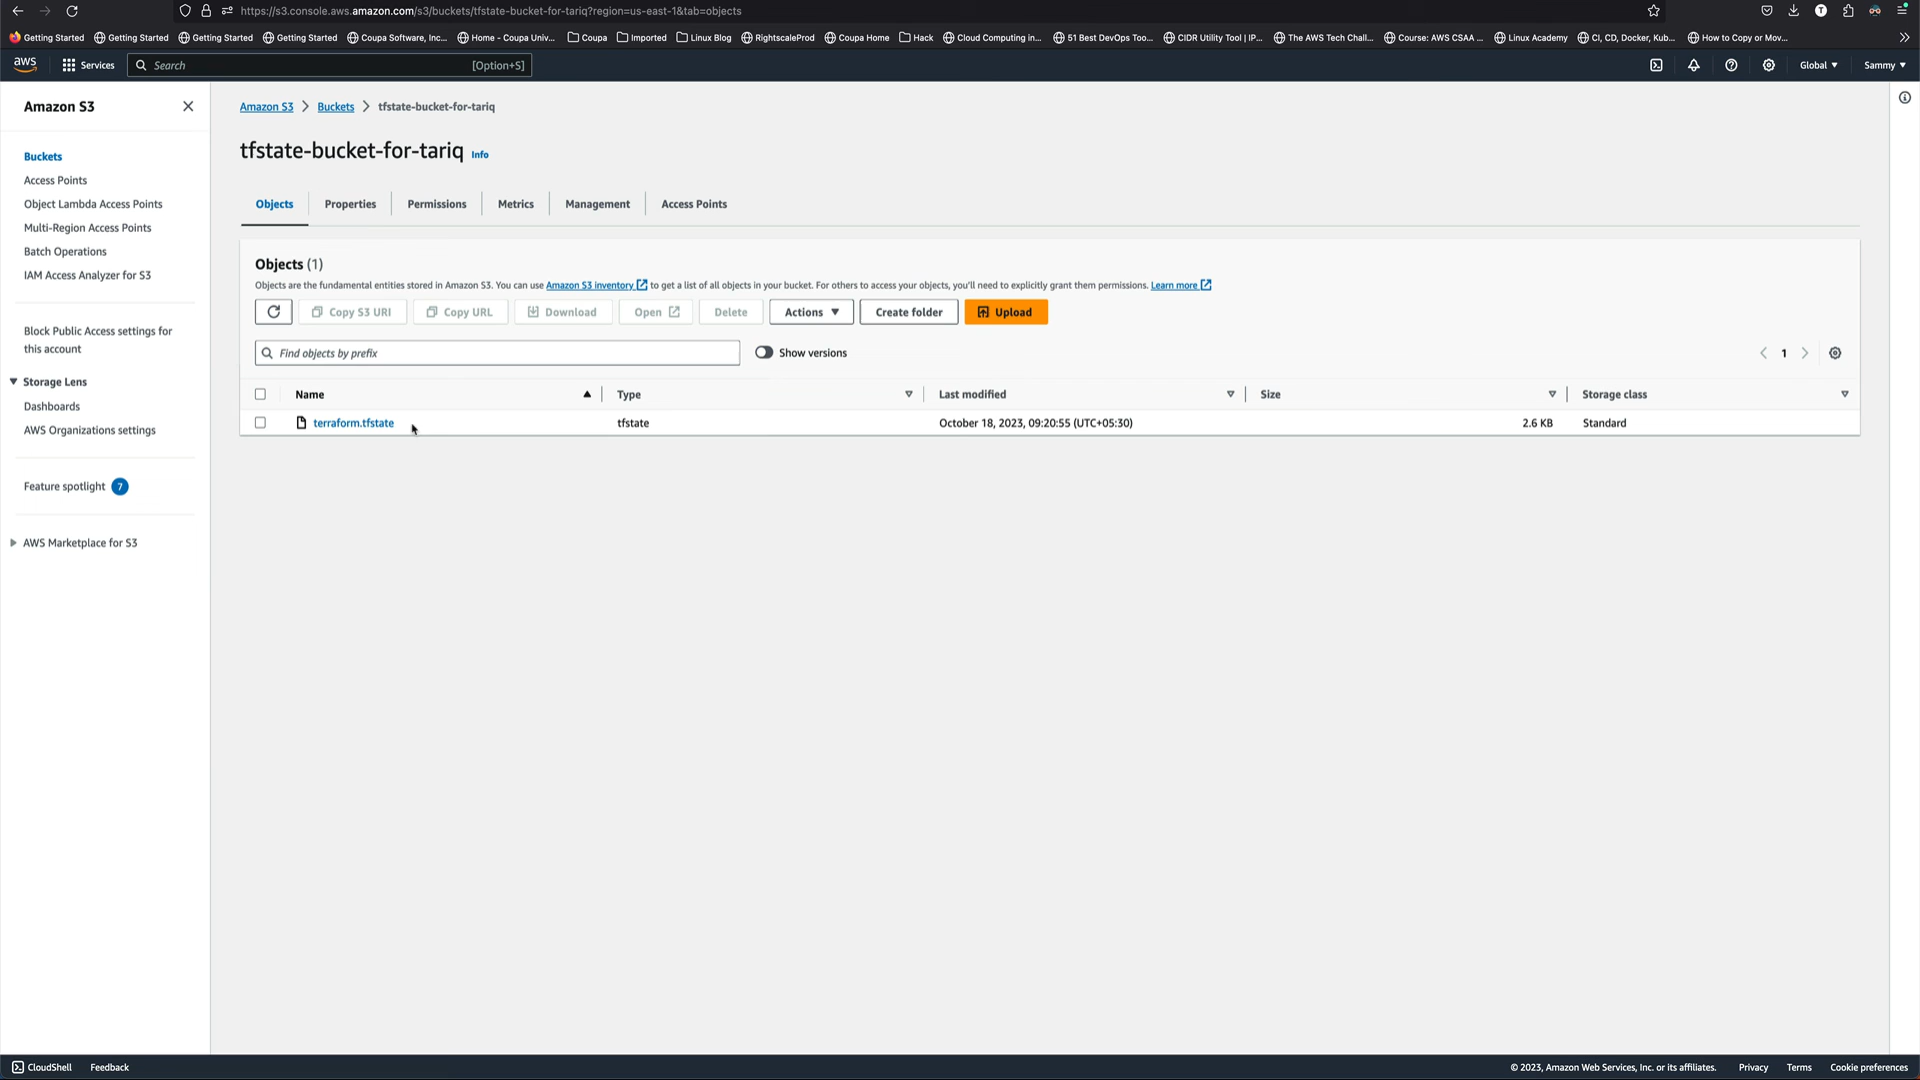 https://s3.console.aws.amazon.com/s3/buckets/tfstate-bucket-for-tariq?region=us-east-1&tab=objects
Getting Started Getting Started Getting Started Getting Started Coupa Software, Inc... Home - Coupa Univ... Coupa Imported Linux Blog RightscaleProd Coupa Home Hack Cloud Computing in... 51 Best DevOps Too... CIDR Utility Tool | IP... The AWS Tech Chall... Course: AWS CSAA ... Linux Academy CI, CD, Docker, Kub... How to Copy or Mov...
aws Services Search [Option+S] Global Sammy
Amazon S3
Buckets
Access Points
Object Lambda Access Points
Multi-Region Access Points
Batch Operations
IAM Access Analyzer for S3
Block Public Access settings for
this account
Storage Lens
Dashboards
AWS Organizations settings
Feature spotlight 7
AWS Marketplace for S3
Amazon S3 > Buckets > tfstate-bucket-for-tariq
tfstate-bucket-for-tariq Info
Objects Properties Permissions Metrics Management Access Points
Objects (1)
Objects are the fundamental entities stored in Amazon S3. You can use Amazon S3 inventory to get a list of all objects in your bucket. For others to access your objects, you'll need to explicitly grant them permissions. Learn more
Copy S3 URI Copy URL Download Open Delete Actions Create folder Upload
Find objects by prefix Show versions 1
Name Type Last modified Size Storage class
terraform.tfstate tfstate October 18, 2023, 09:20:55 (UTC+05:30) 2.6 KB Standard
CloudShell Feedback © 2023, Amazon Web Services, Inc. or its affiliates. Privacy Terms Cookie preferences